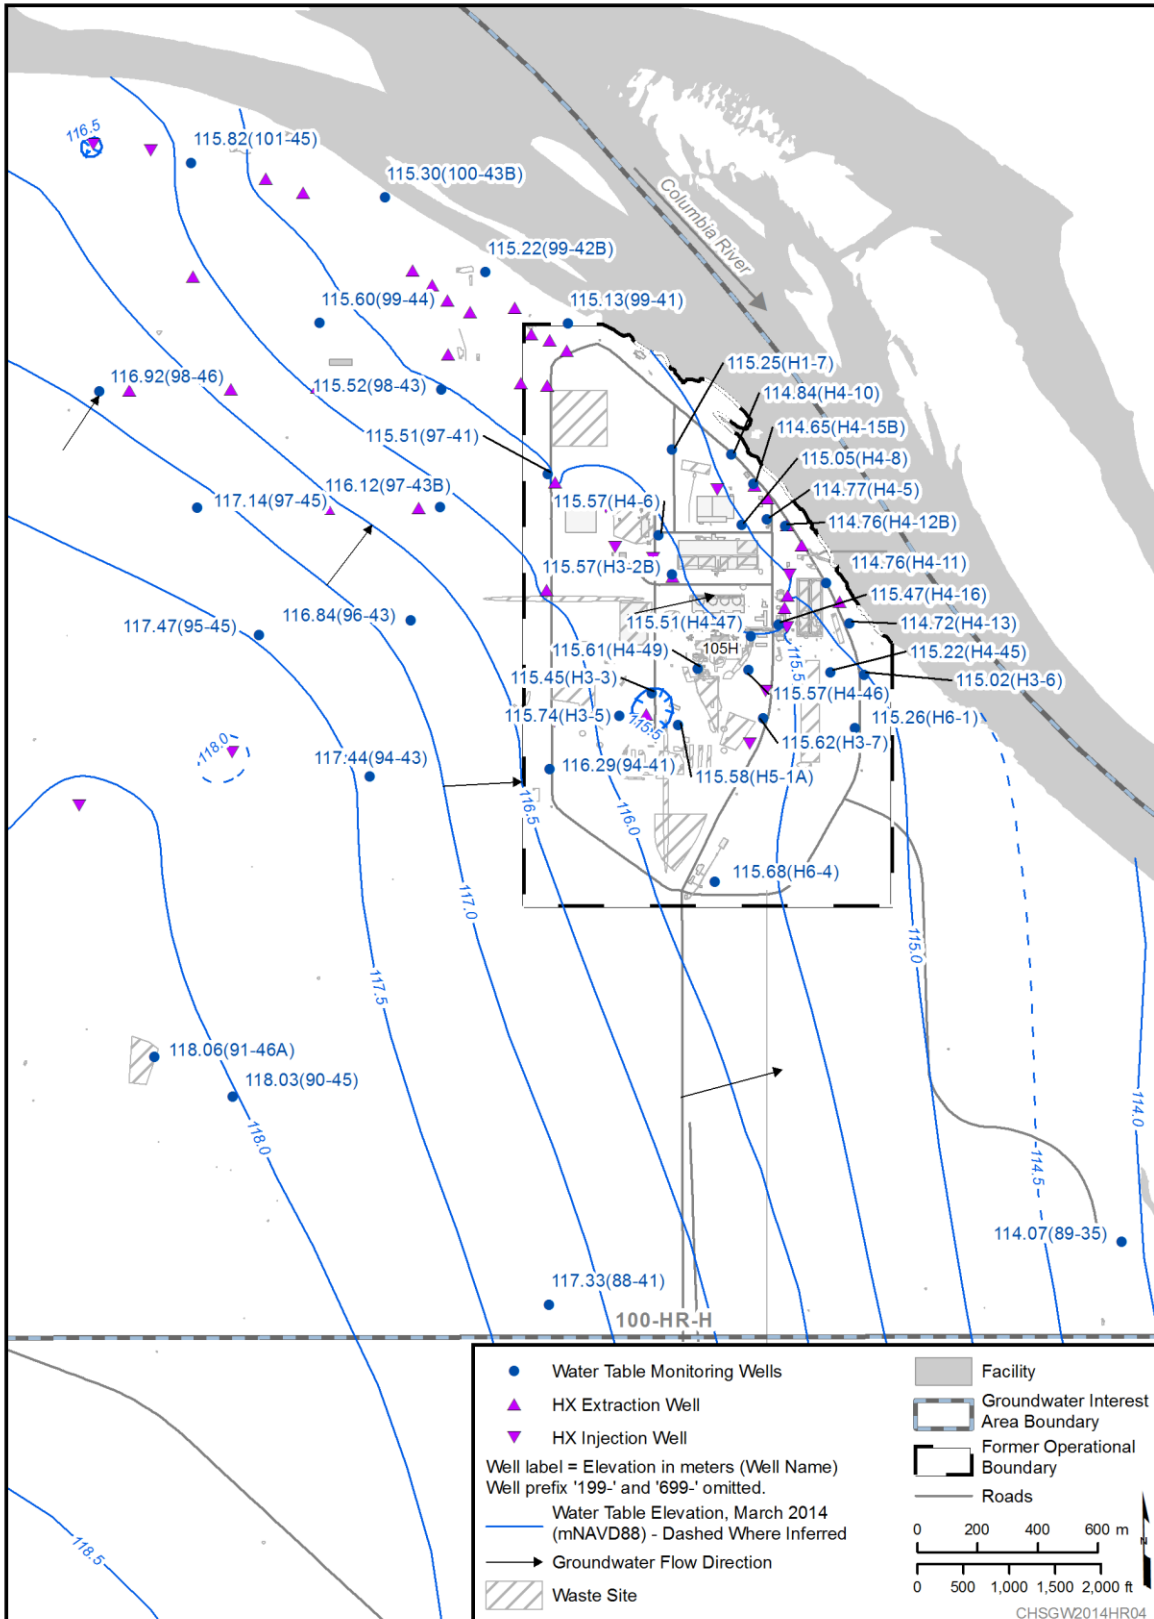 116.5
115.82(101-45)
115.30(100-43B)
Columbia River
115.22(99-42B)
115.60(99-44)
115.13(99-41)
115.25(H1-7)
116.92(98-46)
115.52(98-43)
114.84(H4-10)
114.65(H4-15B)
115.51(97-41)
115.05(H4-8)
117.14(97-45)
116.12(97-43B)
115.57(H4-6)
114.77(H4-5)
114.76(H4-12B)
115.57(H3-2B)
114.76(H4-11)
115.47(H4-16)
116.84(96-43)
115.51(H4-47)
114.72(H4-13)
117.47(95-45)
115.61(H4-49)
105H
115.22(H4-45)
115.45(H3-3)
115.5
115.57(H4-46)
115.02(H3-6)
115.74(H3-5)
115.5
115.26(H6-1)
115.62(H3-7)
118.0
117.44(94-43)
116.29(94-41)
115.58(H5-1A)
116.5
116.0
115.68(H6-4)
117.0
115.0
117.5
118.06(91-46A)
118.03(90-45)
118.0
114.0
114.5
114.07(89-35)
117.33(88-41)
100-HR-H
118.5
Water Table Monitoring Wells
HX Extraction Well
HX Injection Well
Well label = Elevation in meters (Well Name)
Well prefix '199-' and '699-' omitted.
Water Table Elevation, March 2014
(mNAVD88) - Dashed Where Inferred
Groundwater Flow Direction
Waste Site
Facility
Groundwater Interest
Area Boundary
Former Operational
Boundary
Roads
0 200 400 600 m
0 500 1,000 1,500 2,000 ft
N
CHSGW2014HR04